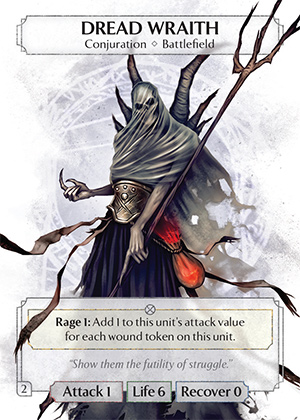 DREAD WRAITH
Conjuration ◇ Battlefield
Rage 1: Add 1 to this unit's attack value
for each wound token on this unit.
"Show them the futility of struggle."
2
Attack 1 Life 6 Recover 0